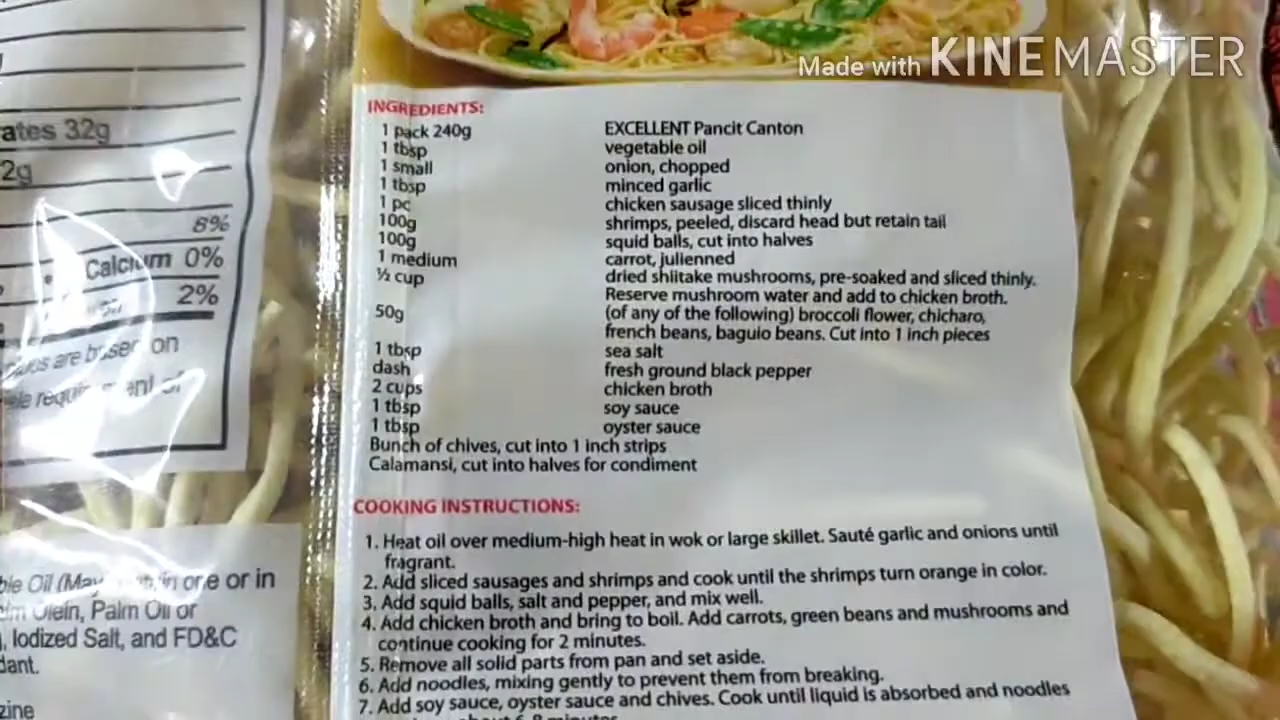 Made with KINEMASTER
ates 32g
2g
8%
Calcium 0%
2%
are based on
ble Oil (May
in one or in
Olein, Palm Oil or
Iodized Salt, and FD&C
INGREDIENTS:
1 pack 240g EXCELLENT Pancit Canton
1 tbsp vegetable oil
1 small onion, chopped
1 tbsp minced garlic
1 pc chicken sausage sliced thinly
100g shrimps, peeled, discard head but retain tail
100g squid balls, cut into halves
1 medium carrot, julienned
½ cup dried shiitake mushrooms, pre-soaked and sliced thinly.
Reserve mushroom water and add to chicken broth.
50g (of any of the following) broccoli flower, chicharo,
french beans, baguio beans. Cut into 1 inch pieces
1 tbsp sea salt
dash fresh ground black pepper
2 cups chicken broth
1 tbsp soy sauce
1 tbsp oyster sauce
Bunch of chives, cut into 1 inch strips
Calamansi, cut into halves for condiment
COOKING INSTRUCTIONS:
1. Heat oil over medium-high heat in wok or large skillet. Sauté garlic and onions until
fragrant.
2. Add sliced sausages and shrimps and cook until the shrimps turn orange in color.
3. Add squid balls, salt and pepper, and mix well.
4. Add chicken broth and bring to boil. Add carrots, green beans and mushrooms and
continue cooking for 2 minutes.
5. Remove all solid parts from pan and set aside.
6. Add noodles, mixing gently to prevent them from breaking.
7. Add soy sauce, oyster sauce and chives. Cook until liquid is absorbed and noodles